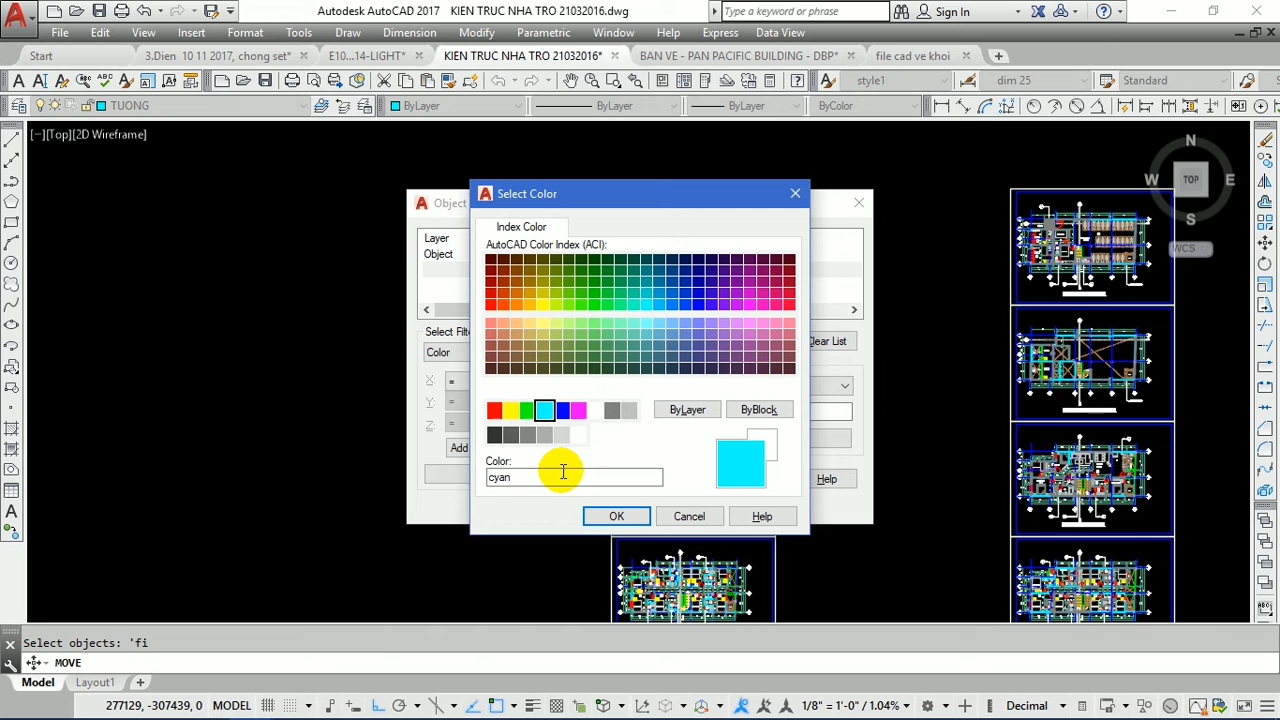 Autodesk AutoCAD 2017 KIEN TRUC NHA TRO 21032016.dwg
Type a keyword or phrase
Sign In
File Edit View Insert Format Tools Draw Dimension Modify Parametric Window Help Express Data View
Start 3.Dien 10 11 2017, chong set* E10...14-LIGHT* KIEN TRUC NHA TRO 21032016* BAN VE - PAN PACIFIC BUILDING - DBP* file cad ve khoi
style1 dim 25 Standard
TUONG ByLayer ByLayer ByLayer ByColor
[−][Top][2D Wireframe]
N
W TOP E
S
WCS
Object
Layer
Object
Select Filt
Color
X: =
Y: =
Z: =
Add
Clear List
Help
Select Color
Index Color
AutoCAD Color Index (ACI):
ByLayer ByBlock
Color:
cyan
OK Cancel Help
Select objects: 'fi
MOVE
Model Layout1
277129, -307439, 0 MODEL 1/8" = 1'-0" / 1.04% Decimal